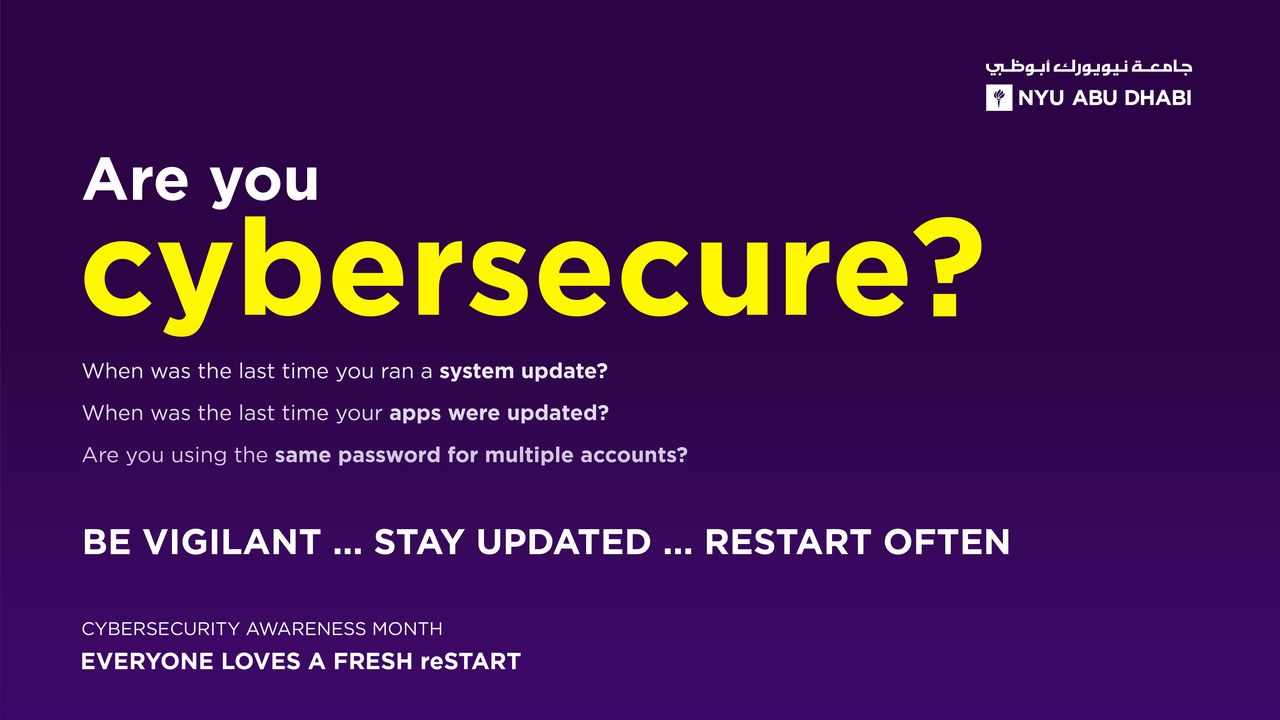 جامعـة نيويورك أبوظـبي
NYU ABU DHABI
Are you
cybersecure?
When was the last time you ran a system update?
When was the last time your apps were updated?
Are you using the same password for multiple accounts?
BE VIGILANT ... STAY UPDATED ... RESTART OFTEN
CYBERSECURITY AWARENESS MONTH
EVERYONE LOVES A FRESH reSTART